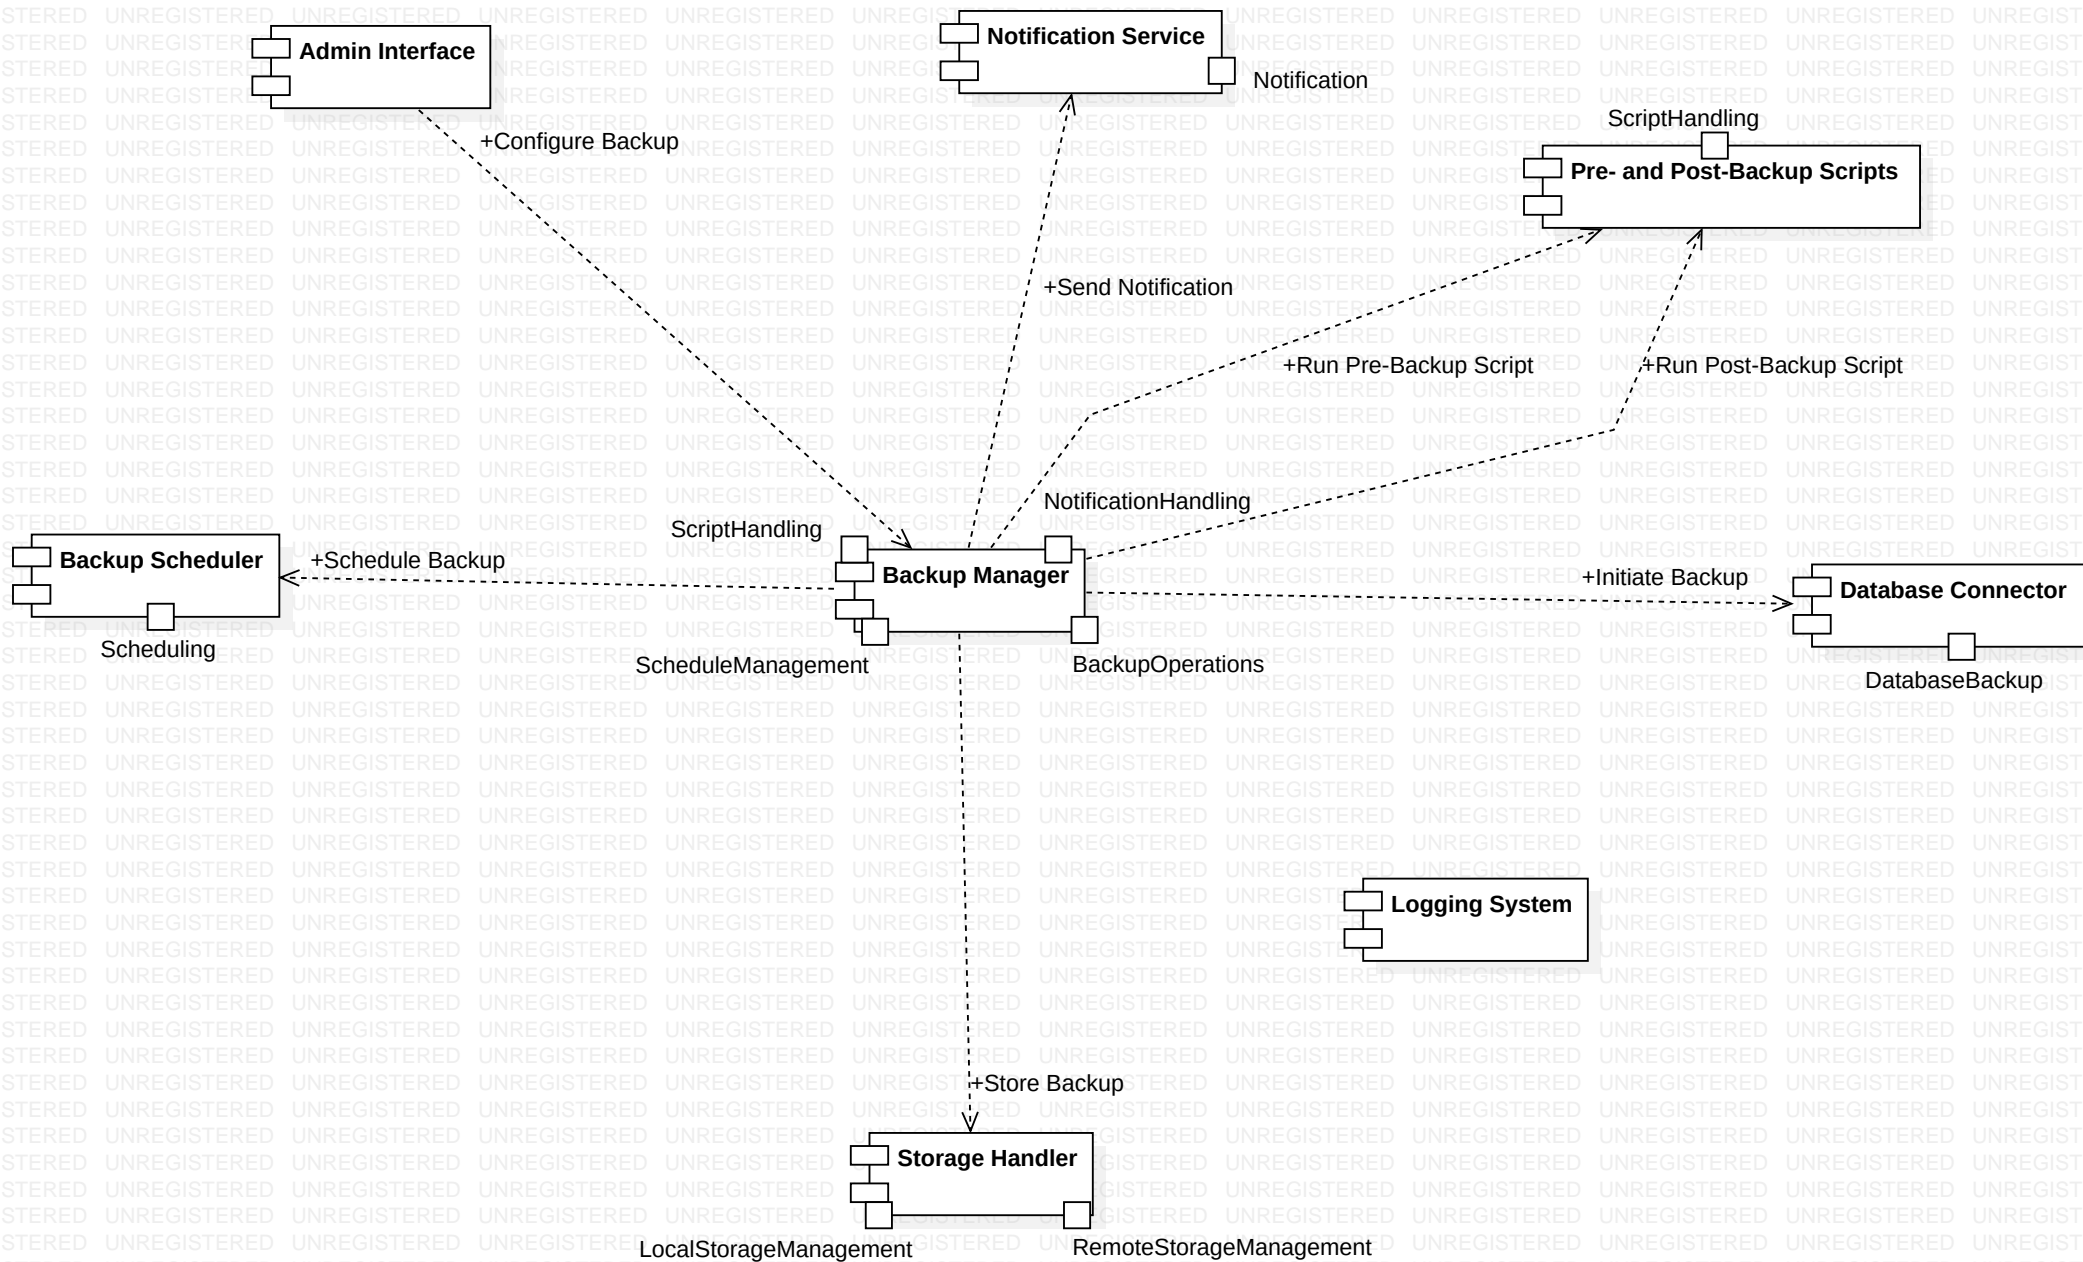 Admin Interface
Notification Service
Notification
+Configure Backup
ScriptHandling
Pre- and Post-Backup Scripts
+Send Notification
+Run Pre-Backup Script
+Run Post-Backup Script
NotificationHandling
ScriptHandling
Backup Scheduler
+Schedule Backup
Backup Manager
+Initiate Backup
Database Connector
Scheduling
ScheduleManagement
BackupOperations
DatabaseBackup
Logging System
+Store Backup
Storage Handler
LocalStorageManagement
RemoteStorageManagement
UNREGISTERED